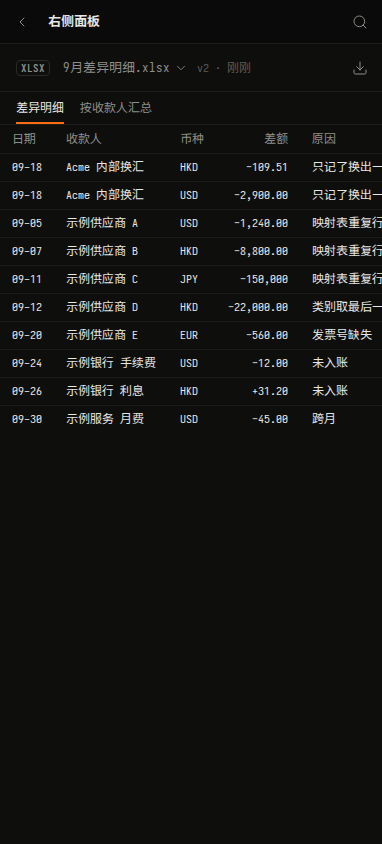 右侧面板
XLSX 9月差异明细.xlsx v2 · 刚刚
差异明细 按收款人汇总
日期 收款人 币种 差额 原因
09-18 Acme 内部换汇 HKD -109.51 只记了换出一
09-18 Acme 内部换汇 USD -2,900.00 只记了换出一
09-05 示例供应商 A USD -1,240.00 映射表重复行
09-07 示例供应商 B HKD -8,800.00 映射表重复行
09-11 示例供应商 C JPY -150,000 映射表重复行
09-12 示例供应商 D HKD -22,000.00 类别取最后一
09-20 示例供应商 E EUR -560.00 发票号缺失
09-24 示例银行 手续费 USD -12.00 未入账
09-26 示例银行 利息 HKD +31.20 未入账
09-30 示例服务 月费 USD -45.00 跨月